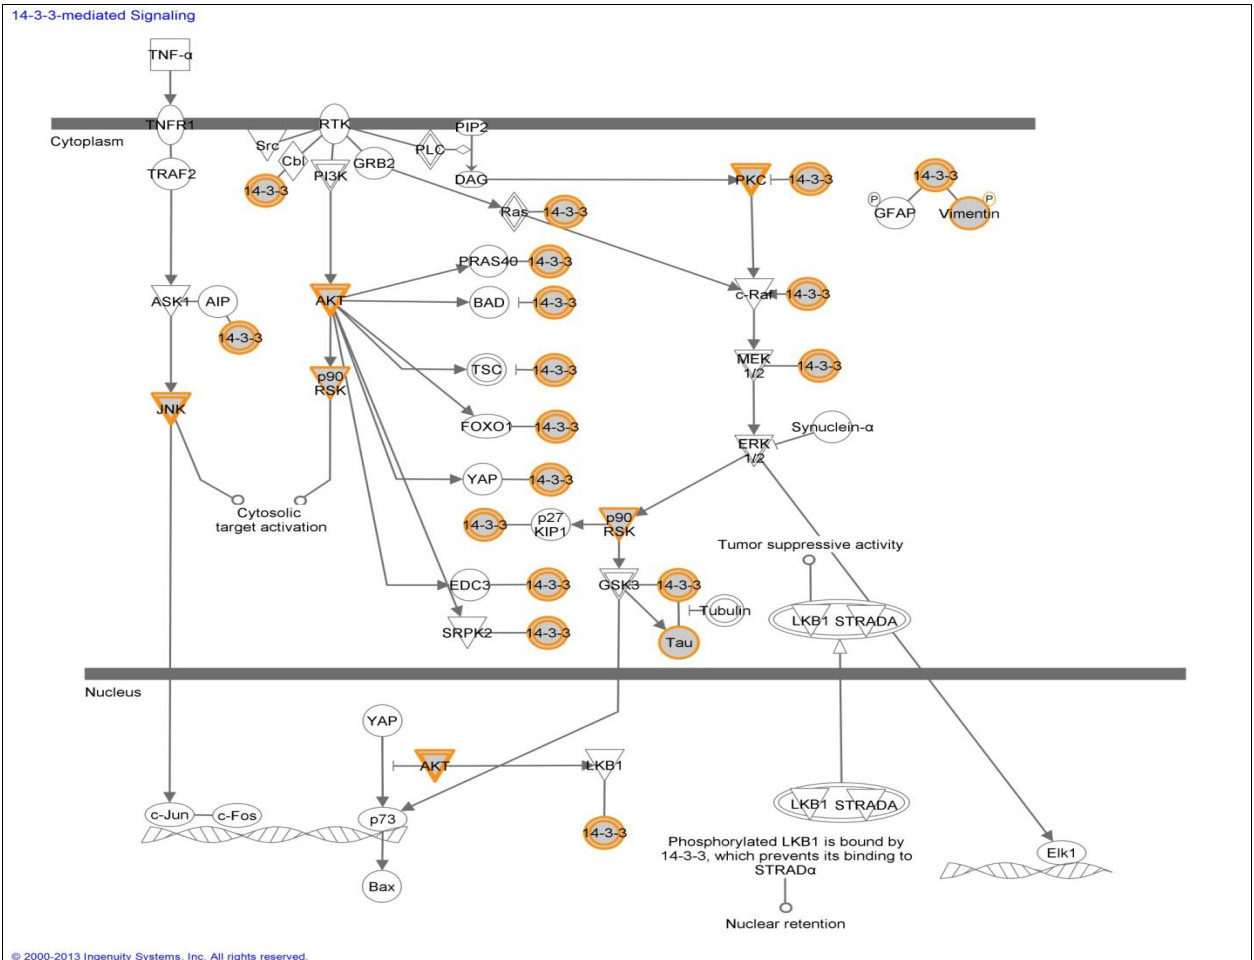 14-3-3-mediated Signaling
TNF-α
TNFR1
RTK
PIP2
Cytoplasm
Src
Cbl
PLC
TRAF2
PI3K
GRB2
DAG
PKC
14-3-3
14-3-3
14-3-3
P
GFAP
Vimentin
P
Ras
14-3-3
PRAS40
14-3-3
ASK1
AIP
AKT
BAD
14-3-3
c-Raf
14-3-3
14-3-3
TSC
14-3-3
MEK
1/2
14-3-3
p90
RSK
JNK
FOXO1
14-3-3
Synuclein-α
ERK
1/2
YAP
14-3-3
Cytosolic
target activation
14-3-3
p27
KIP1
p90
RSK
Tumor suppressive activity
EDC3
14-3-3
GSK3
14-3-3
Tubulin
LKB1 STRADA
SRPK2
14-3-3
Tau
Nucleus
YAP
AKT
LKB1
c-Jun
c-Fos
p73
14-3-3
LKB1 STRADA
Phosphorylated LKB1 is bound by
14-3-3, which prevents its binding to
STRADα
Elk1
Bax
Nuclear retention
© 2000-2013 Ingenuity Systems, Inc. All rights reserved.